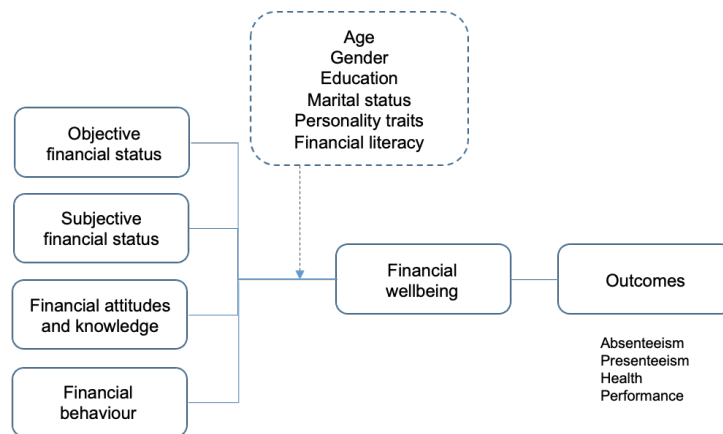 Age
Gender
Education
Marital status
Personality traits
Financial literacy
Objective
financial status
Subjective
financial status
Financial attitudes
and knowledge
Financial
behaviour
Financial
wellbeing
Outcomes
Absenteeism
Presenteeism
Health
Performance